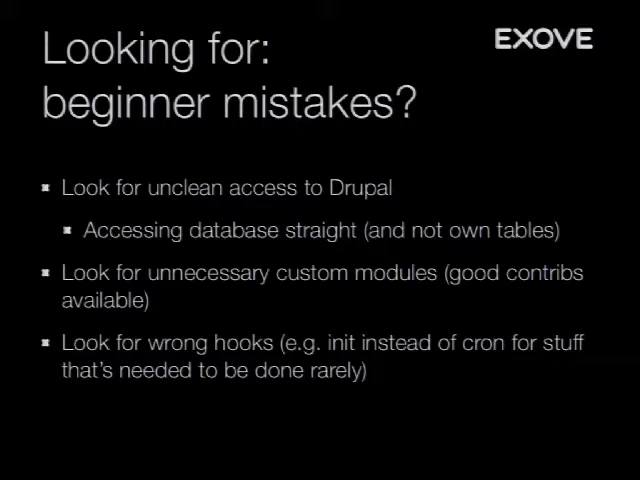 Looking for:
EXOVE
beginner mistakes?
Look for unclean access to Drupal
Accessing database straight (and not own tables)
Look for unnecessary custom modules (good contribs
available)
Look for wrong hooks (e.g. init instead of cron for stuff
that's needed to be done rarely)